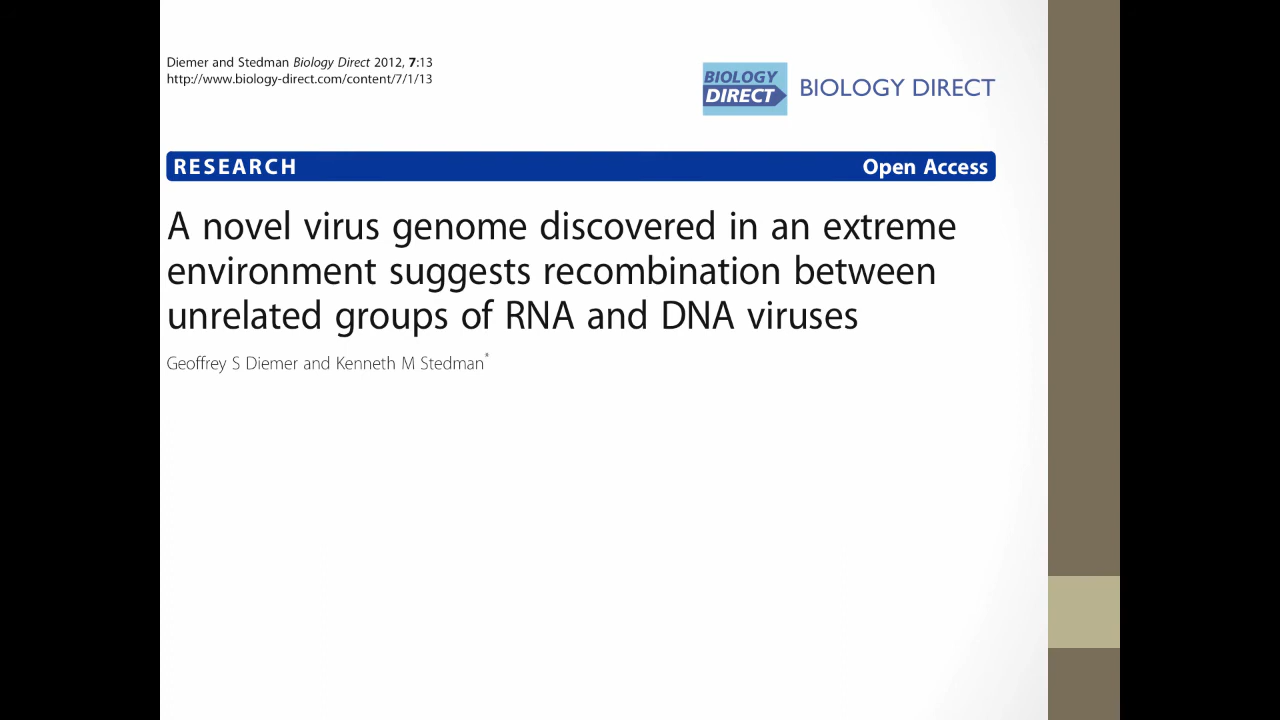 Diemer and Stedman Biology Direct 2012, 7:13
http://www.biology-direct.com/content/7/1/13
BIOLOGY
DIRECT
BIOLOGY DIRECT
RESEARCH
Open Access
A novel virus genome discovered in an extreme
environment suggests recombination between
unrelated groups of RNA and DNA viruses
Geoffrey S Diemer and Kenneth M Stedman*